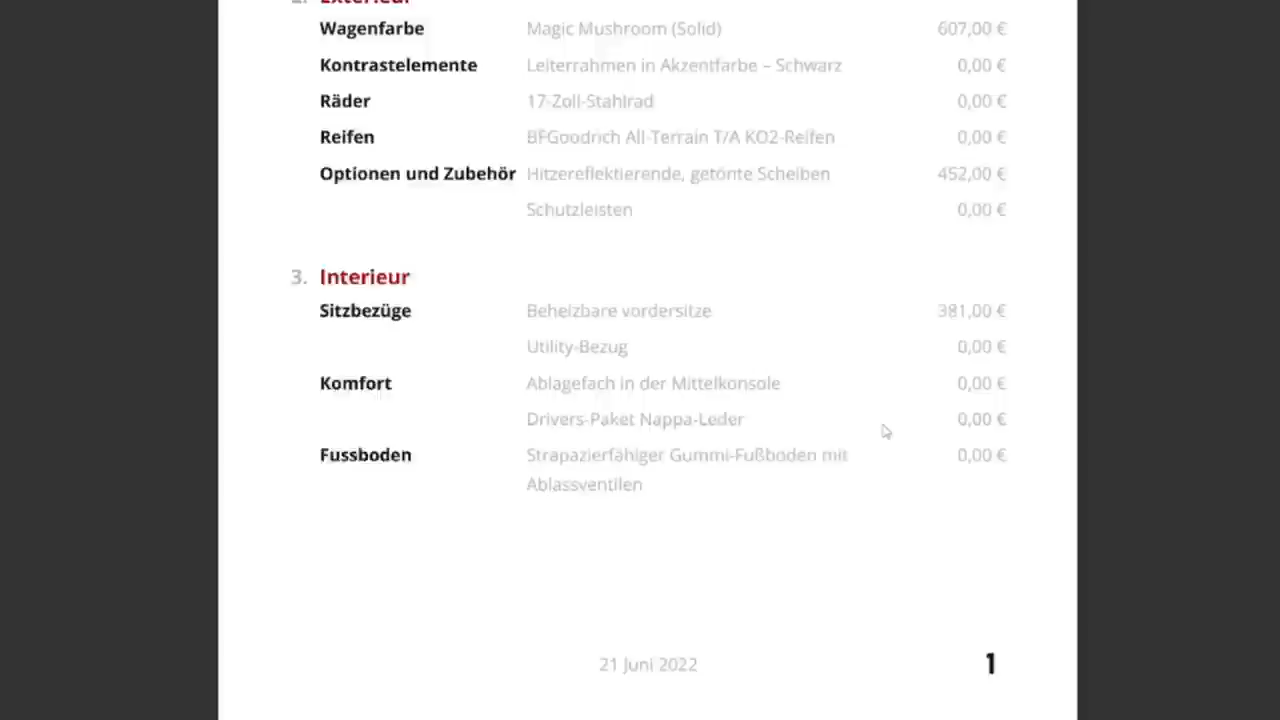 2. Exterieur
Wagenfarbe Magic Mushroom (Solid) 607,00 €
Kontrastelemente Leiterrahmen in Akzentfarbe – Schwarz 0,00 €
Räder 17-Zoll-Stahlrad 0,00 €
Reifen BFGoodrich All-Terrain T/A KO2-Reifen 0,00 €
Optionen und Zubehör Hitzereflektierende, getönte Scheiben 452,00 €
Schutzleisten 0,00 €
3. Interieur
Sitzbezüge Beheizbare vordersitze 381,00 €
Utility-Bezug 0,00 €
Komfort Ablagefach in der Mittelkonsole 0,00 €
Drivers-Paket Nappa-Leder 0,00 €
Fussboden Strapazierfähiger Gummi-Fußboden mit 0,00 €
Ablassventilen
21 Juni 2022 1